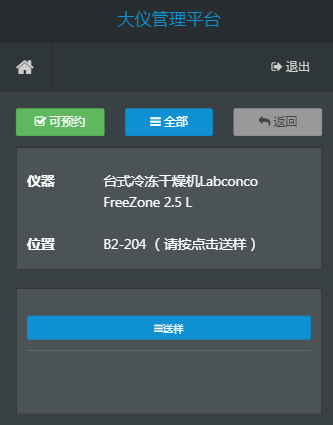 大仪管理平台
退出
可预约 全部 返回
仪器 台式冷冻干燥机Labconco
FreeZone 2.5 L
位置 B2-204 （请按点击送样）
送样